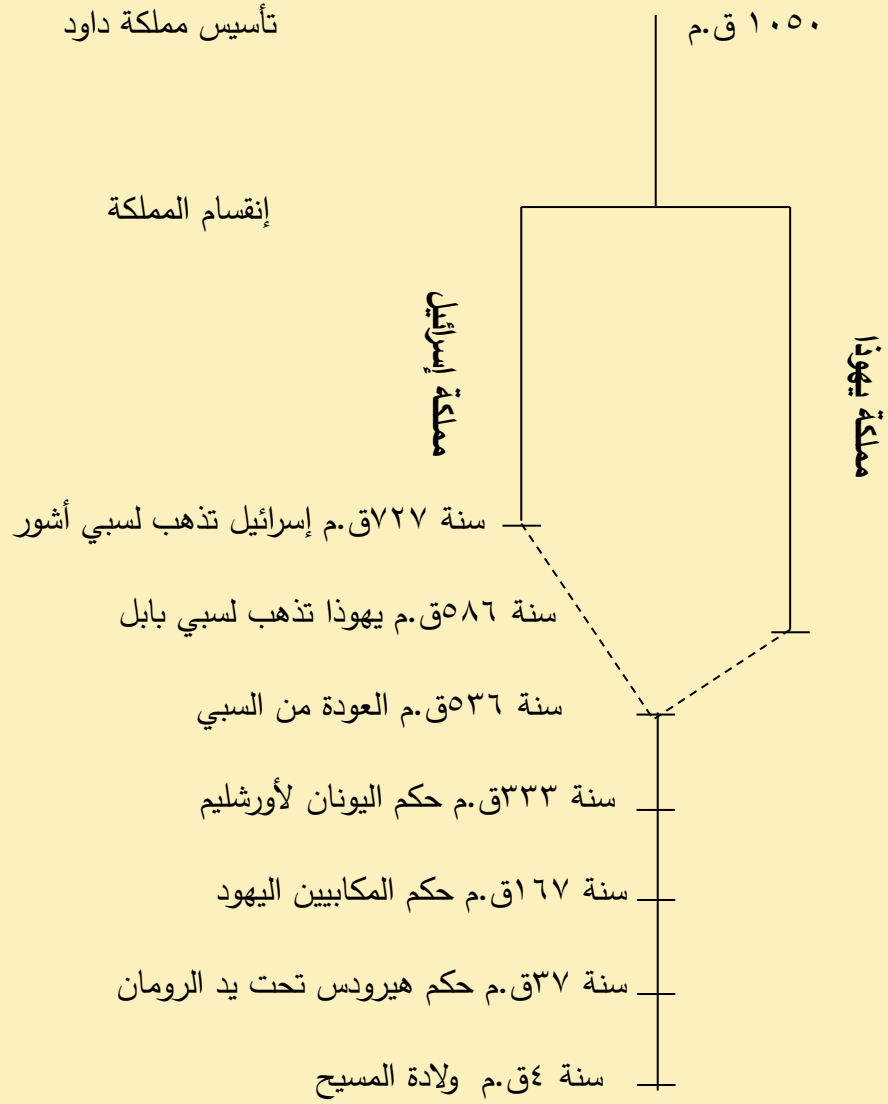 ١٠٥٠ ق.م تأسيس مملكة داود
إنقسام المملكة
مملكة يهوذا
مملكة إسرائيل
سنة ٧٢٧ق.م إسرائيل تذهب لسبي أشور
سنة ٥٨٦ق.م يهوذا تذهب لسبي بابل
سنة ٥٣٦ق.م العودة من السبي
سنة ٣٣٣ق.م حكم اليونان لأورشليم
سنة ١٦٧ق.م حكم المكابيين اليهود
سنة ٣٧ق.م حكم هيرودس تحت يد الرومان
سنة ٤ق.م ولادة المسيح